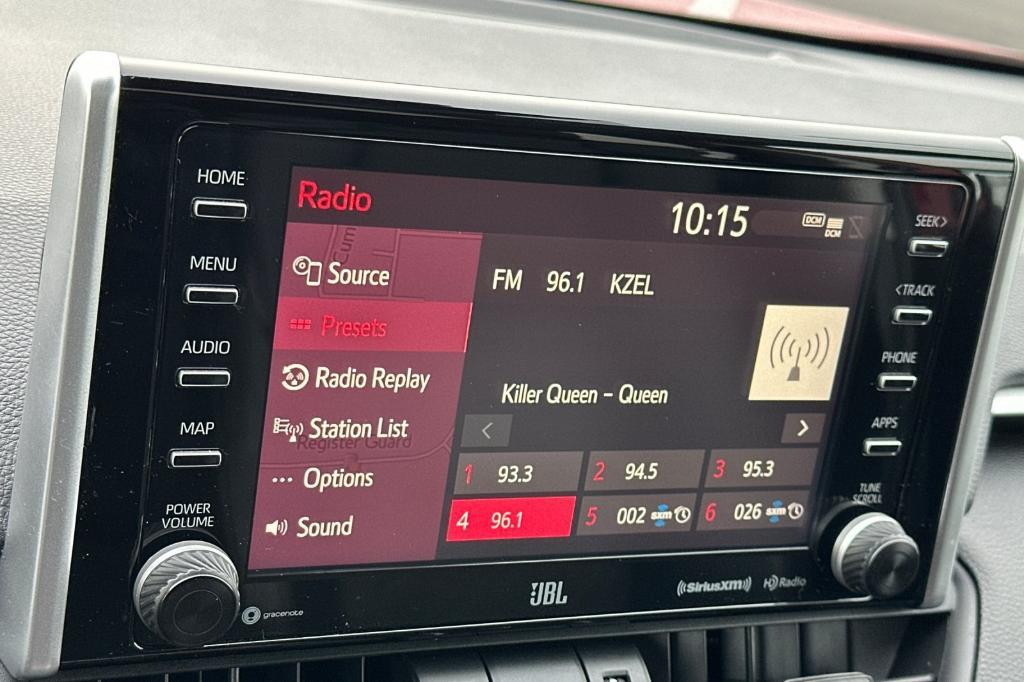 HOME
MENU
AUDIO
MAP
POWER
VOLUME
Radio
10:15
DCM
DCM
Cum
Source
Presets
Radio Replay
Station List
Register Guard
Options
Sound
FM 96.1 KZEL
Killer Queen - Queen
< >
1 93.3 2 94.5 3 95.3
4 96.1 5 002 sxm 6 026 sxm
SEEK>
<TRACK
PHONE
APPS
TUNE
SCROLL
gracenote
JBL
SiriusXM
HD Radio